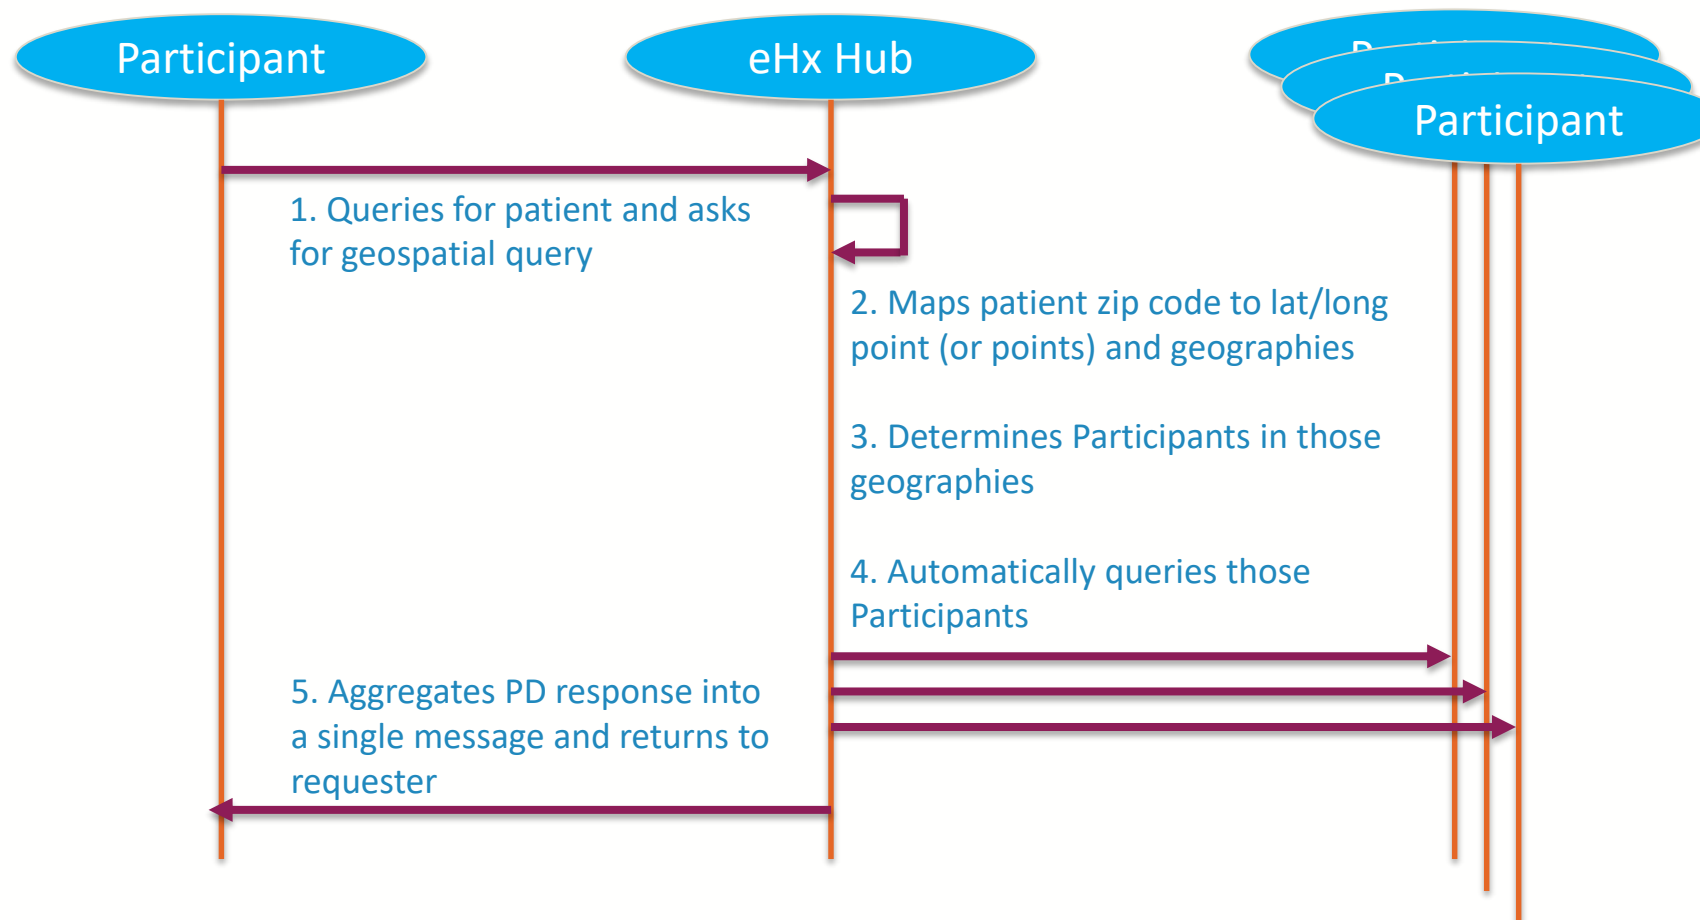 Participant
eHx Hub
Participant
1. Queries for patient and asks
for geospatial query
2. Maps patient zip code to lat/long
point (or points) and geographies
3. Determines Participants in those
geographies
4. Automatically queries those
Participants
5. Aggregates PD response into
a single message and returns to
requester